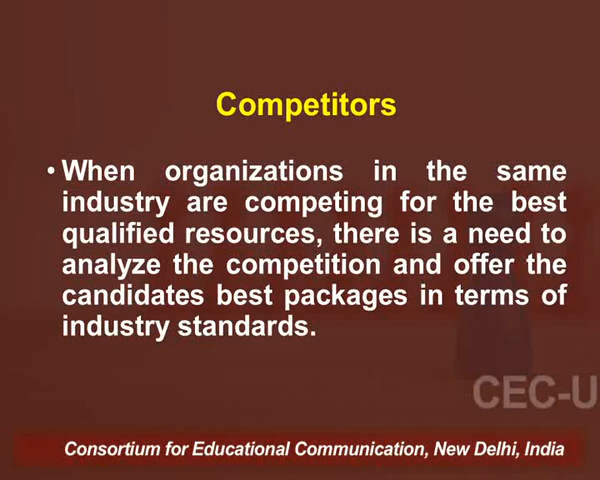 Competitors
• When organizations in the same
industry are competing for the best
qualified resources, there is a need to
analyze the competition and offer the
candidates best packages in terms of
industry standards.
CEC-U
Consortium for Educational Communication, New Delhi, India